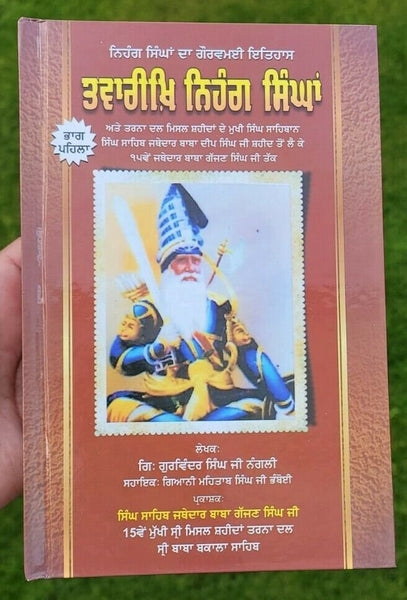 ਨਿਹੰਗ ਸਿੰਘਾਂ ਦਾ ਗੌਰਵਮਈ ਇਤਿਹਾਸ
ਤਵਾਰੀਖਿ ਨਿਹੰਗ ਸਿੰਘਾਂ
ਭਾਗ
ਪਹਿਲਾ
ਅਤੇ ਤਰਨਾ ਦਲ ਮਿਸਲ ਸ਼ਹੀਦਾਂ ਦੇ ਮੁਖੀ ਸਿੰਘ ਸਾਹਿਬਾਨ
ਸਿੰਘ ਸਾਹਿਬ ਜਥੇਦਾਰ ਬਾਬਾ ਦੀਪ ਸਿੰਘ ਜੀ ਸ਼ਹੀਦ ਤੋਂ ਲੈ ਕੇ
੧੫ਵੇਂ ਜਥੇਦਾਰ ਬਾਬਾ ਗੱਜਣ ਸਿੰਘ ਜੀ ਤੱਕ
ਲੇਖਕ:
ਗਿ: ਗੁਰਵਿੰਦਰ ਸਿੰਘ ਜੀ ਨੰਗਲੀ
ਸਹਾਇਕ: ਗਿਆਨੀ ਮਹਿਤਾਬ ਸਿੰਘ ਜੀ ਭੰਥੋਈ
ਪਰਕਾਸ਼ਕ:
ਸਿੰਘ ਸਾਹਿਬ ਜਥੇਦਾਰ ਬਾਬਾ ਗੱਜਣ ਸਿੰਘ ਜੀ
15ਵੇਂ ਮੁੱਖੀ ਸ੍ਰੀ ਮਿਸਲ ਸ਼ਹੀਦਾਂ ਤਰਨਾ ਦਲ
ਸ੍ਰੀ ਬਾਬਾ ਬਕਾਲਾ ਸਾਹਿਬ